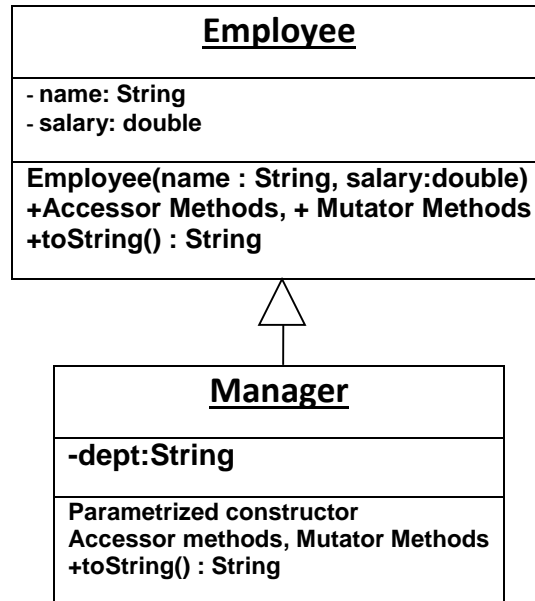 Employee
- name: String
- salary: double
Employee(name : String, salary:double)
+Accessor Methods, + Mutator Methods
+toString() : String
Manager
-dept:String
Parametrized constructor
Accessor methods, Mutator Methods
+toString() : String